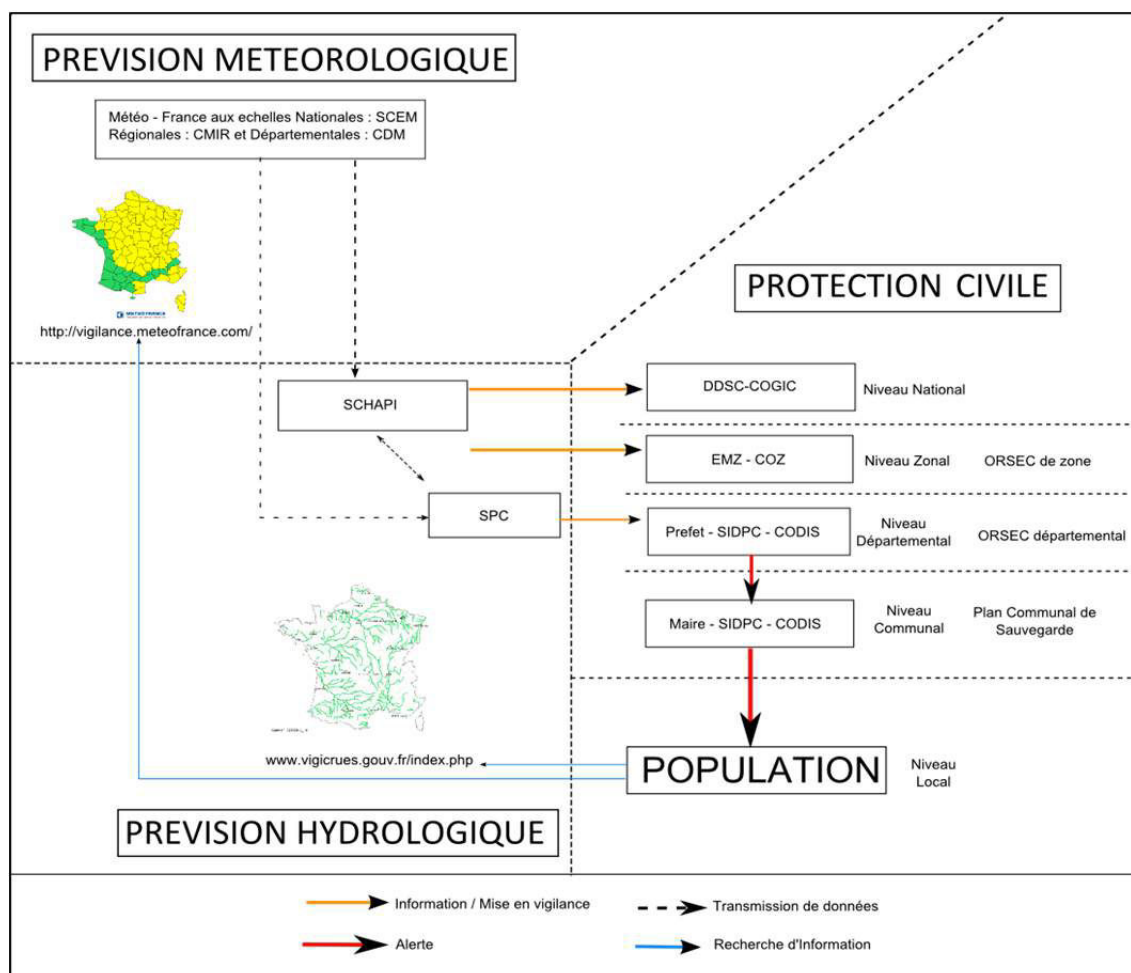 PREVISION METEOROLOGIQUE
Météo - France aux echelles Nationales : SCEM
Régionales : CMIR et Départementales : CDM
METEO FRANCE
http://vigilance.meteofrance.com/
PROTECTION CIVILE
SCHAPI
DDSC-COGIC
Niveau National
EMZ - COZ
Niveau Zonal
ORSEC de zone
SPC
Prefet - SIDPC - CODIS
Niveau
Départemental
ORSEC départemental
Maire - SIDPC - CODIS
Niveau
Communal
Plan Communal de
Sauvegarde
www.vigicrues.gouv.fr/index.php
POPULATION
Niveau
Local
PREVISION HYDROLOGIQUE
Information / Mise en vigilance
Transmission de données
Alerte
Recherche d'Information